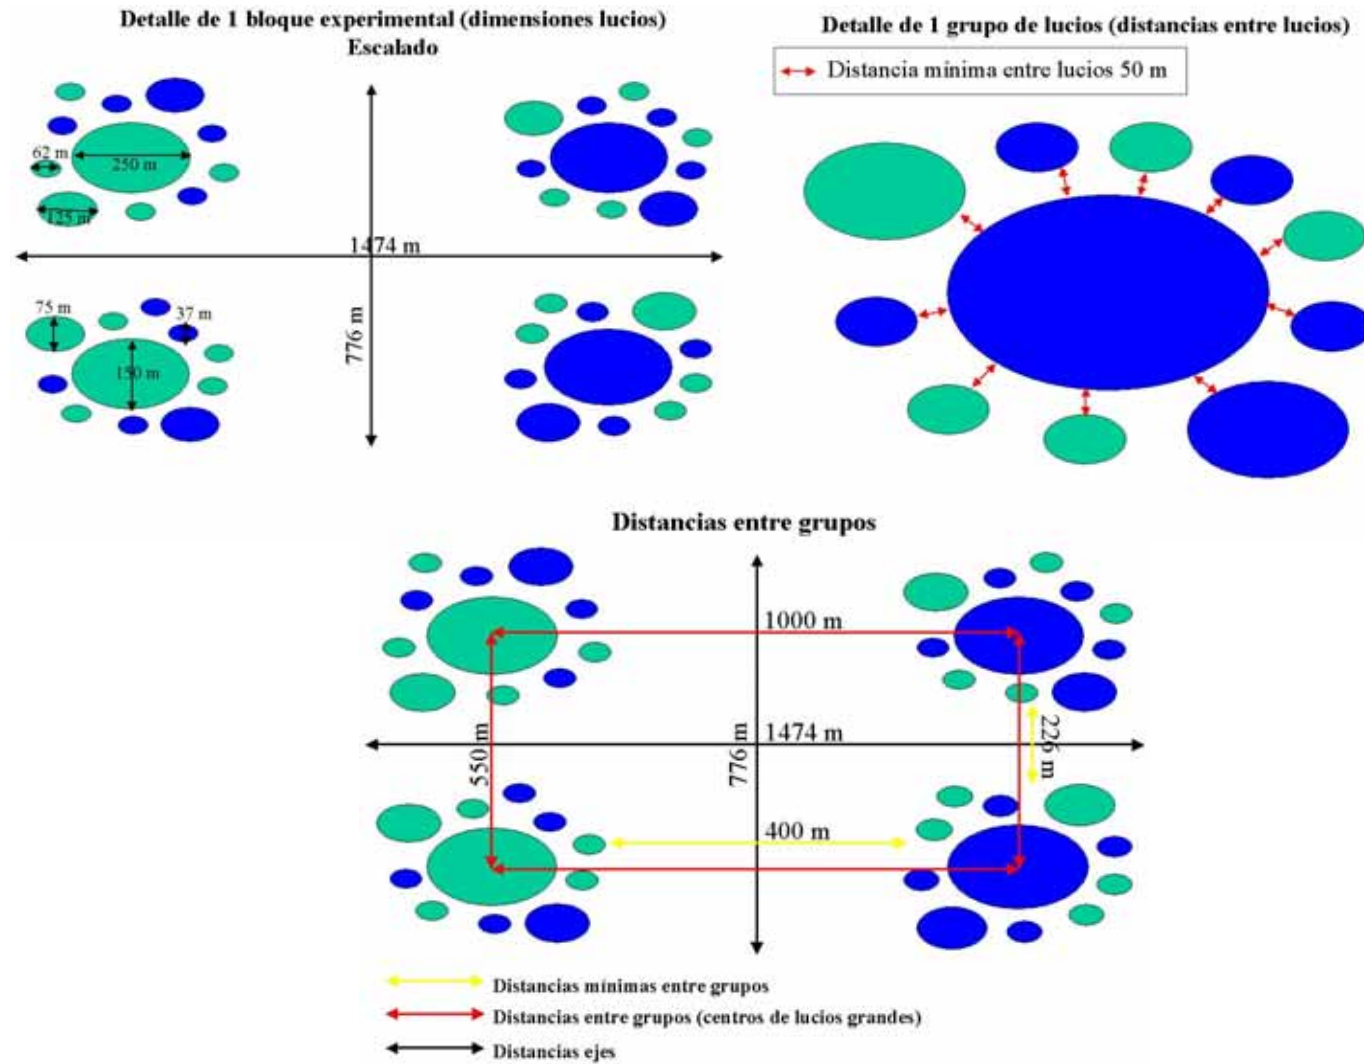 Detalle de 1 bloque experimental (dimensiones lucios)
Escalado
62 m
250 m
125 m
1474 m
776 m
75 m
37 m
150 m
Detalle de 1 grupo de lucios (distancias entre lucios)
Distancia mínima entre lucios 50 m
Distancias entre grupos
1000 m
550 m
776 m
1474 m
226 m
400 m
Distancias mínimas entre grupos
Distancias entre grupos (centros de lucios grandes)
Distancias ejes